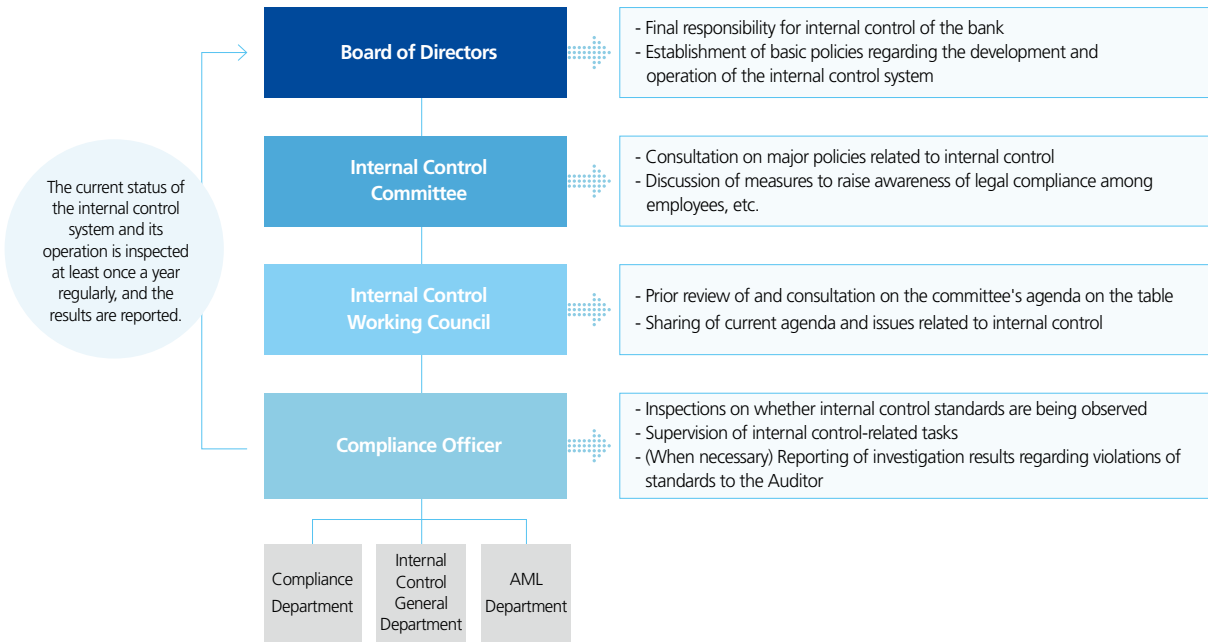 Board of Directors
- Final responsibility for internal control of the bank
- Establishment of basic policies regarding the development and
operation of the internal control system
The current status of
the internal control
system and its
operation is inspected
at least once a year
regularly, and the
results are reported.
Internal Control
Committee
- Consultation on major policies related to internal control
- Discussion of measures to raise awareness of legal compliance among
employees, etc.
Internal Control
Working Council
- Prior review of and consultation on the committee's agenda on the table
- Sharing of current agenda and issues related to internal control
Compliance Officer
- Inspections on whether internal control standards are being observed
- Supervision of internal control-related tasks
- (When necessary) Reporting of investigation results regarding violations of
standards to the Auditor
Compliance
Department
Internal
Control
General
Department
AML
Department